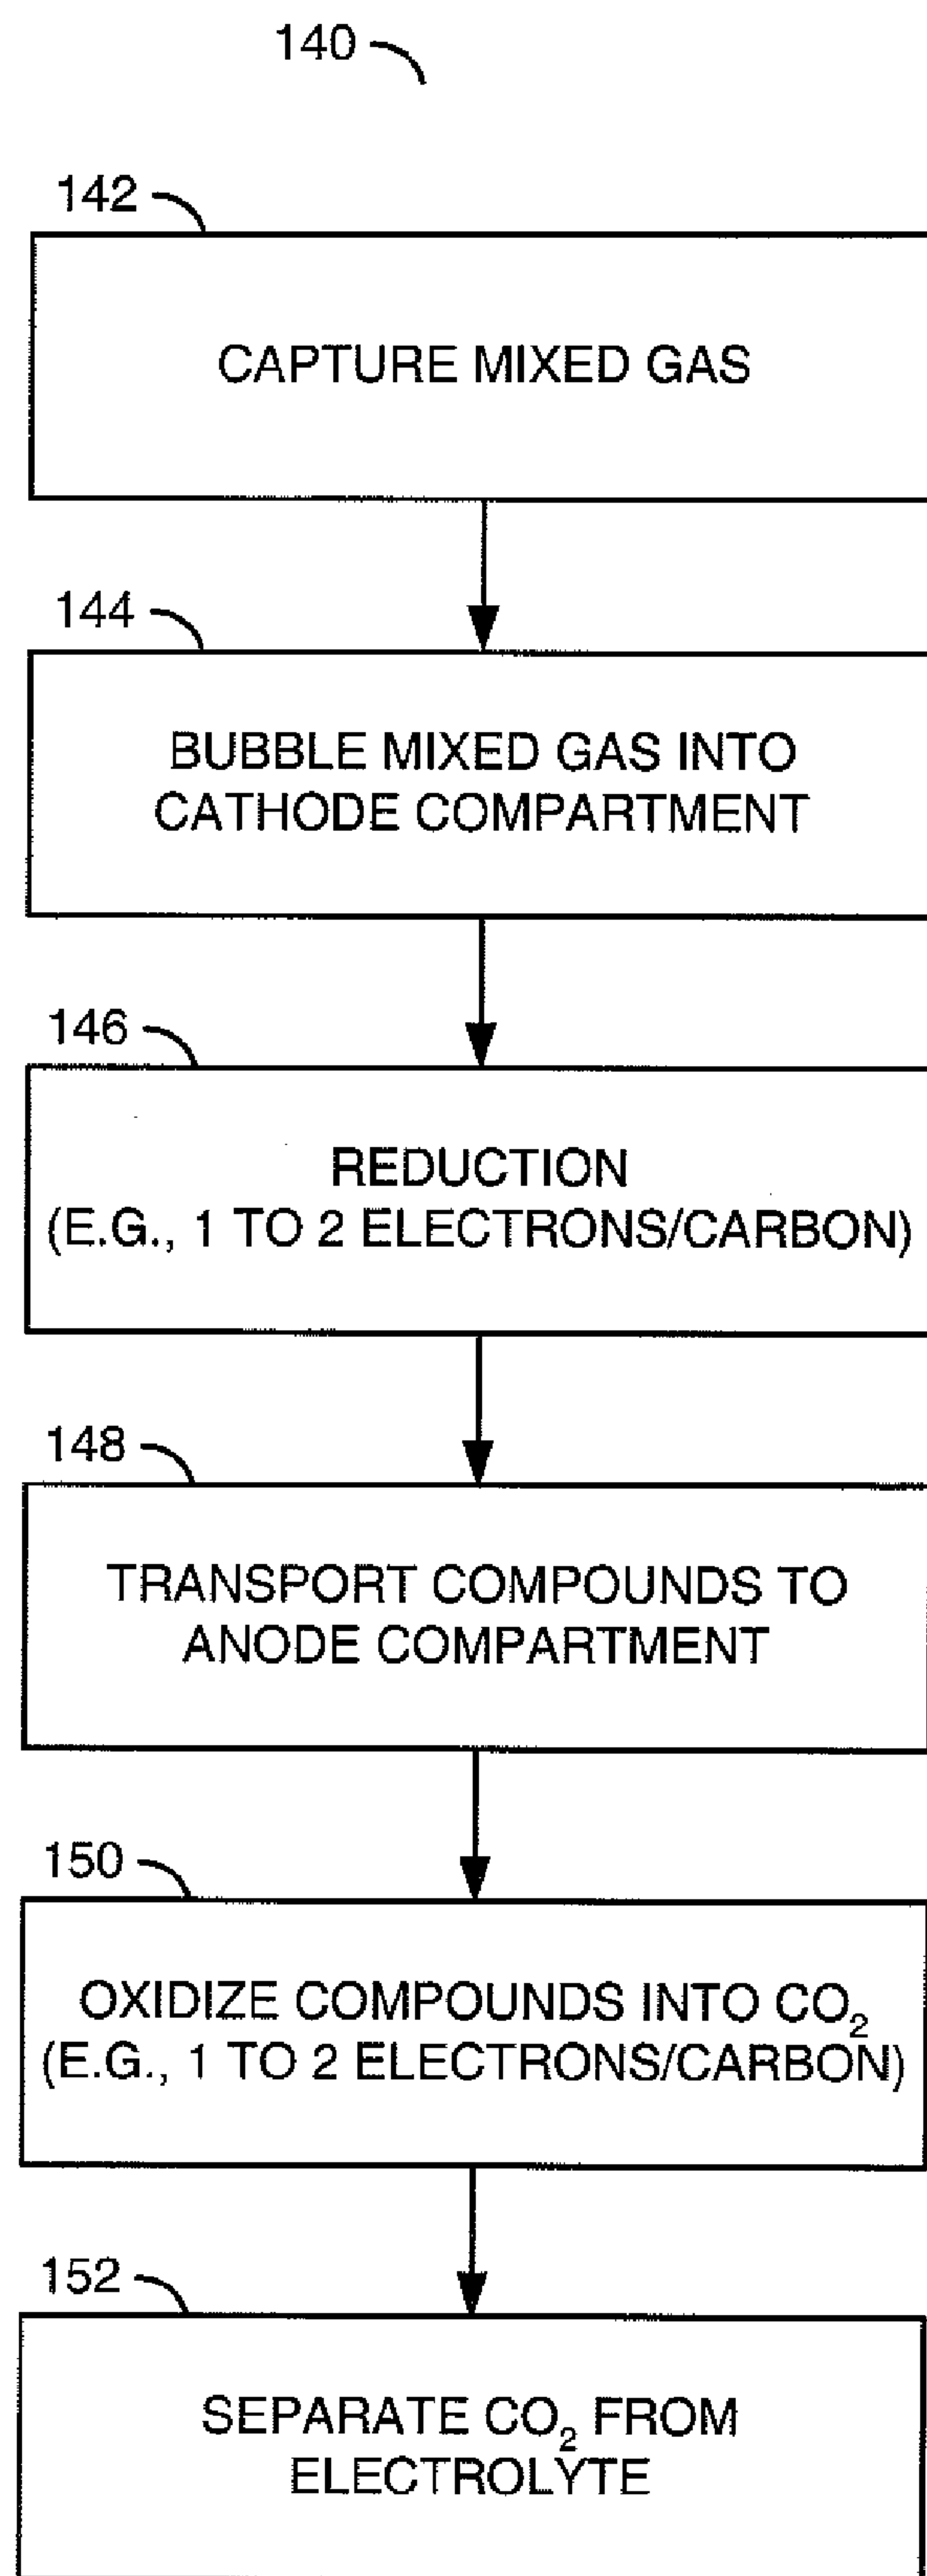 140
142
CAPTURE MIXED GAS
144
BUBBLE MIXED GAS INTO
CATHODE COMPARTMENT
146
REDUCTION
(E.G., 1 TO 2 ELECTRONS/CARBON)
148
TRANSPORT COMPOUNDS TO
ANODE COMPARTMENT
150
OXIDIZE COMPOUNDS INTO CO₂
(E.G., 1 TO 2 ELECTRONS/CARBON)
152
SEPARATE CO₂ FROM
ELECTROLYTE